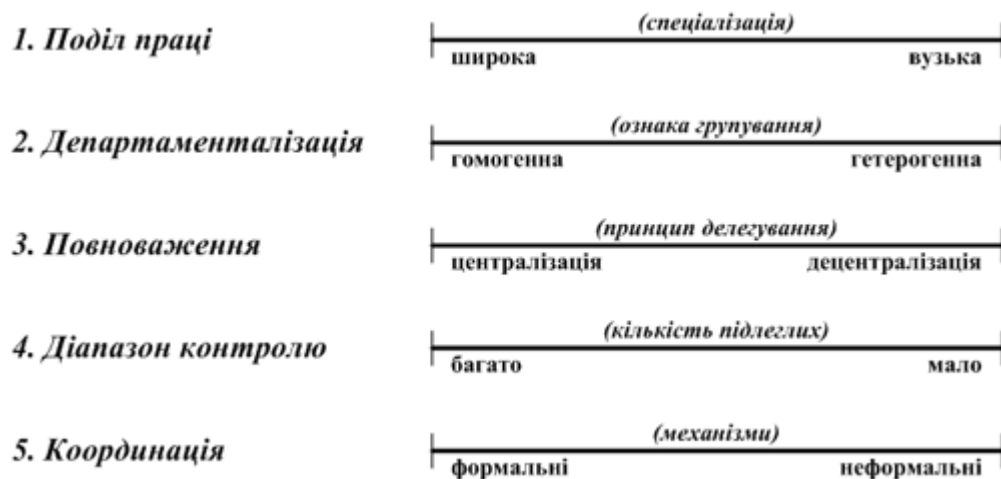 1. Поділ праці
(спеціалізація)
широка вузька
2. Департаменталізація
(ознака групування)
гомогенна гетерогенна
3. Повноваження
(принцип делегування)
централізація децентралізація
4. Діапазон контролю
(кількість підлеглих)
багато мало
5. Координація
(механізми)
формальні неформальні